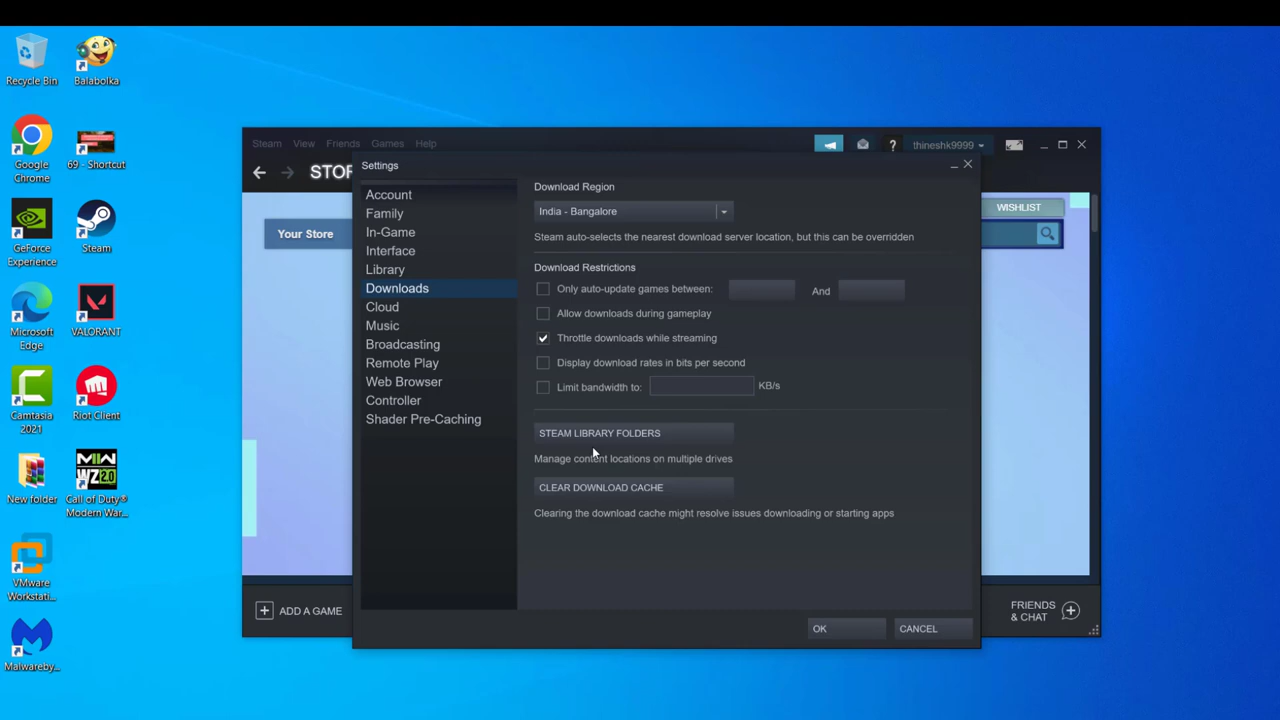 Recycle Bin
Balabolka
Google
Chrome
69 - Shortcut
GeForce
Experience
Steam
Microsoft
Edge
VALORANT
Camtasia
2021
Riot Client
New folder
Call of Duty®
Modern War...
VMware
Workstati...
Malwareby...
Steam View Friends Games Help
thineshk9999
STOR
Your Store
WISHLIST
Settings
Account
Family
In-Game
Interface
Library
Downloads
Cloud
Music
Broadcasting
Remote Play
Web Browser
Controller
Shader Pre-Caching
Download Region
India - Bangalore
Steam auto-selects the nearest download server location, but this can be overridden
Download Restrictions
Only auto-update games between: And
Allow downloads during gameplay
Throttle downloads while streaming
Display download rates in bits per second
Limit bandwidth to: KB/s
STEAM LIBRARY FOLDERS
Manage content locations on multiple drives
CLEAR DOWNLOAD CACHE
Clearing the download cache might resolve issues downloading or starting apps
OK CANCEL
+ ADD A GAME
FRIENDS
& CHAT +